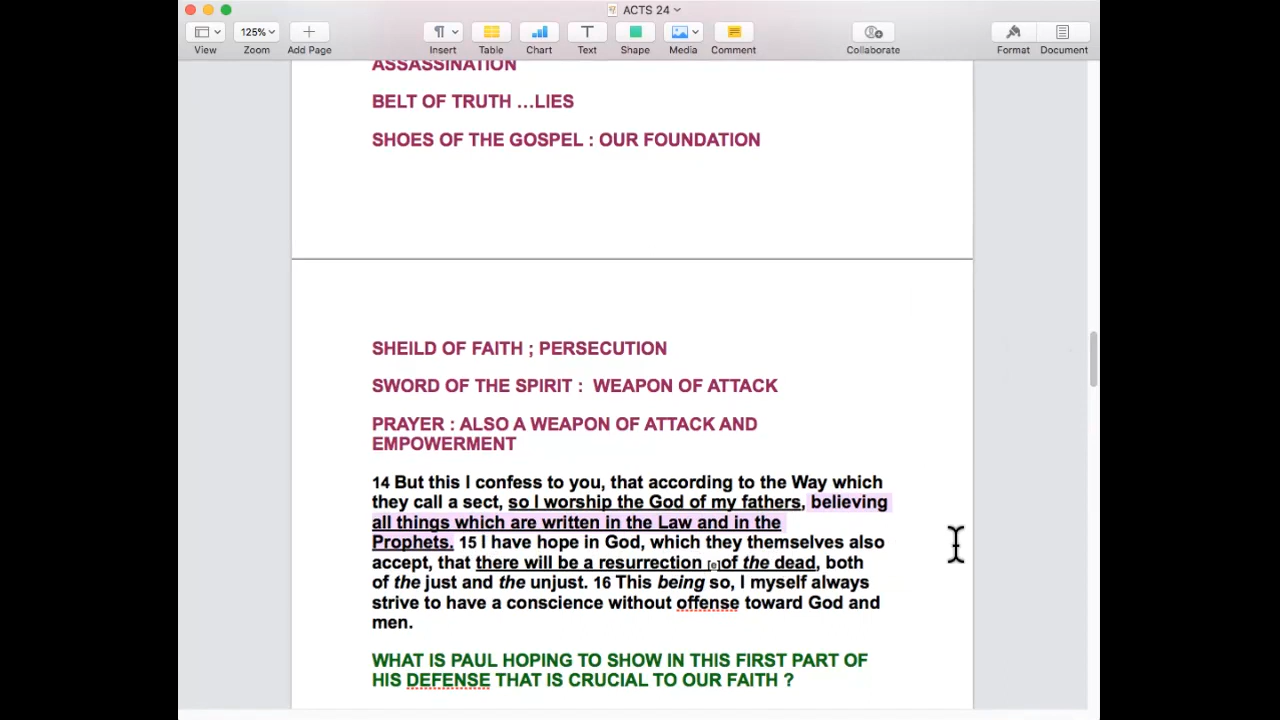 ACTS 24
125%
View
Zoom
Add Page
Insert
Table
Chart
Text
Shape
Media
Comment
Collaborate
Format
Document
ASSASSINATION
BELT OF TRUTH ...LIES
SHOES OF THE GOSPEL : OUR FOUNDATION
SHEILD OF FAITH ; PERSECUTION
SWORD OF THE SPIRIT :  WEAPON OF ATTACK
PRAYER : ALSO A WEAPON OF ATTACK AND
EMPOWERMENT
14 But this I confess to you, that according to the Way which
they call a sect, so I worship the God of my fathers, believing
all things which are written in the Law and in the
Prophets. 15 I have hope in God, which they themselves also
accept, that there will be a resurrection [e]of the dead, both
of the just and the unjust. 16 This being so, I myself always
strive to have a conscience without offense toward God and
men.
WHAT IS PAUL HOPING TO SHOW IN THIS FIRST PART OF
HIS DEFENSE THAT IS CRUCIAL TO OUR FAITH ?